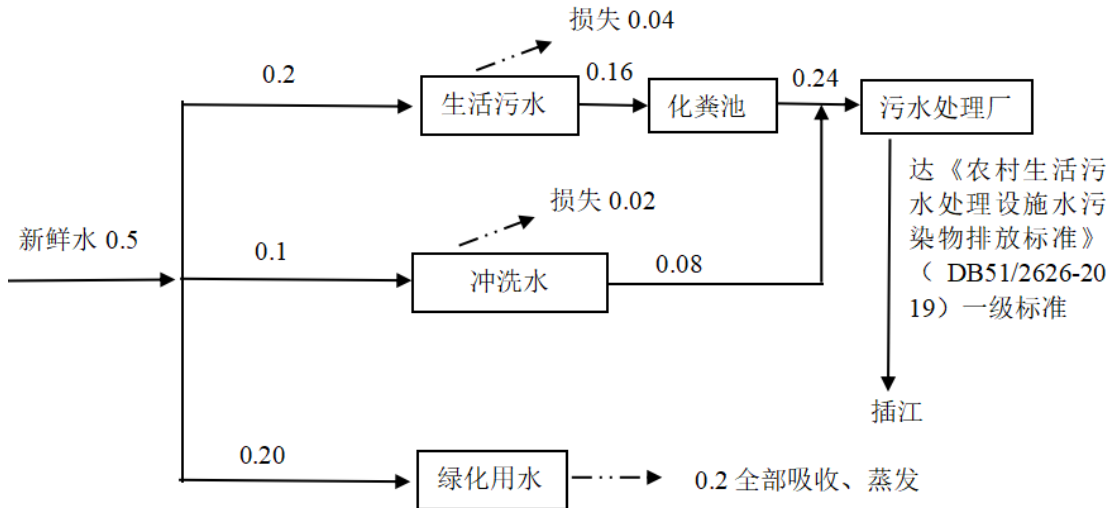 损失 0.04
0.2
0.16
0.24
生活污水
化粪池
污水处理厂
达《农村生活污
水处理设施水污
染物排放标准》
（ DB51/2626-20
19）一级标准
损失 0.02
新鲜水 0.5
0.1
0.08
冲洗水
插江
0.20
绿化用水
0.2 全部吸收、蒸发